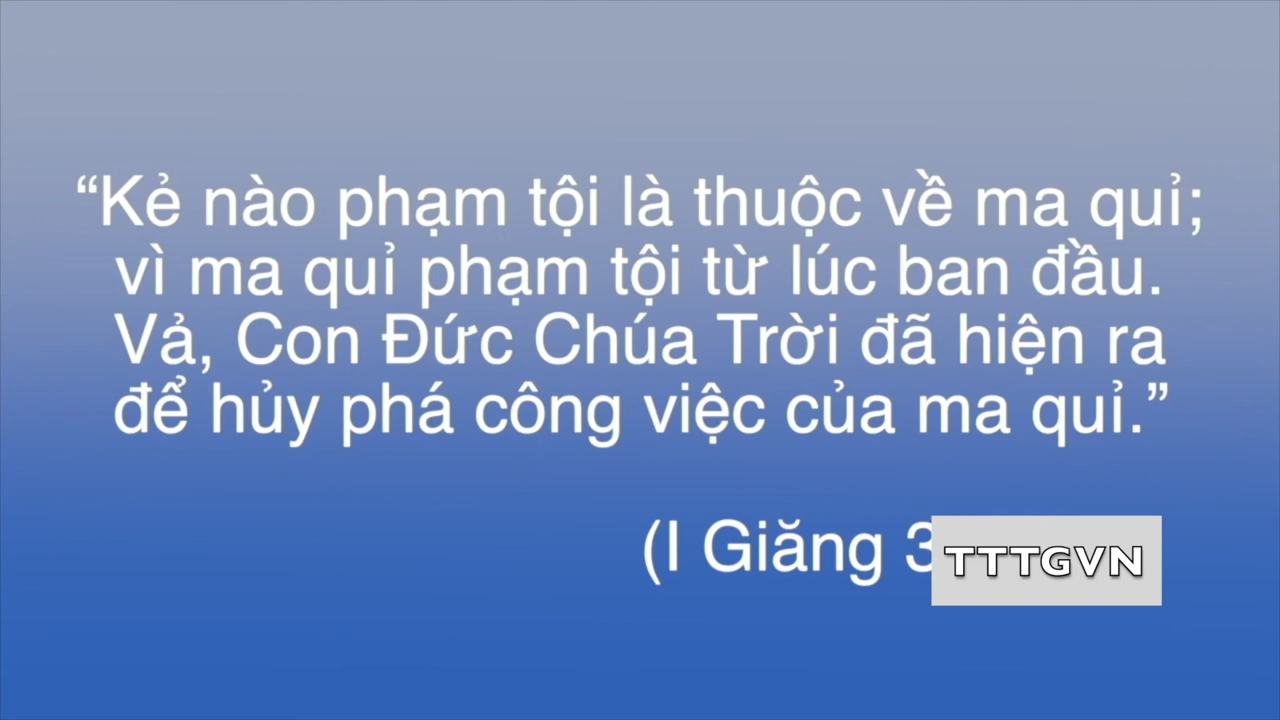 “Kẻ nào phạm tội là thuộc về ma quỉ;
vì ma quỉ phạm tội từ lúc ban đầu.
Vả, Con Đức Chúa Trời đã hiện ra
để hủy phá công việc của ma quỉ.”
(I Giăng 3
TTTGVN